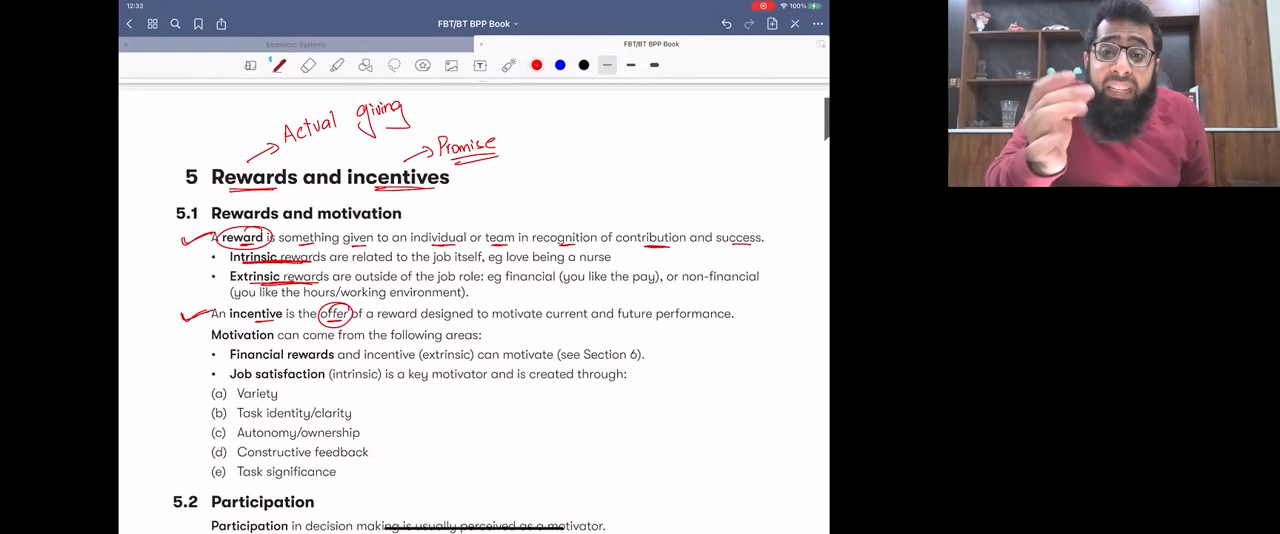 12:33
FBT/BT BPP Book
100%
Economic Systems
FBT/BT BPP Book
Actual giving
Promise
5 Rewards and incentives
5.1 Rewards and motivation
A reward is something given to an individual or team in recognition of contribution and success.
• Intrinsic rewards are related to the job itself, eg love being a nurse
• Extrinsic rewards are outside of the job role: eg financial (you like the pay), or non-financial
(you like the hours/working environment).
An incentive is the offer of a reward designed to motivate current and future performance.
Motivation can come from the following areas:
• Financial rewards and incentive (extrinsic) can motivate (see Section 6).
• Job satisfaction (intrinsic) is a key motivator and is created through:
(a) Variety
(b) Task identity/clarity
(c) Autonomy/ownership
(d) Constructive feedback
(e) Task significance
5.2 Participation
Participation in decision making is usually perceived as a motivator.